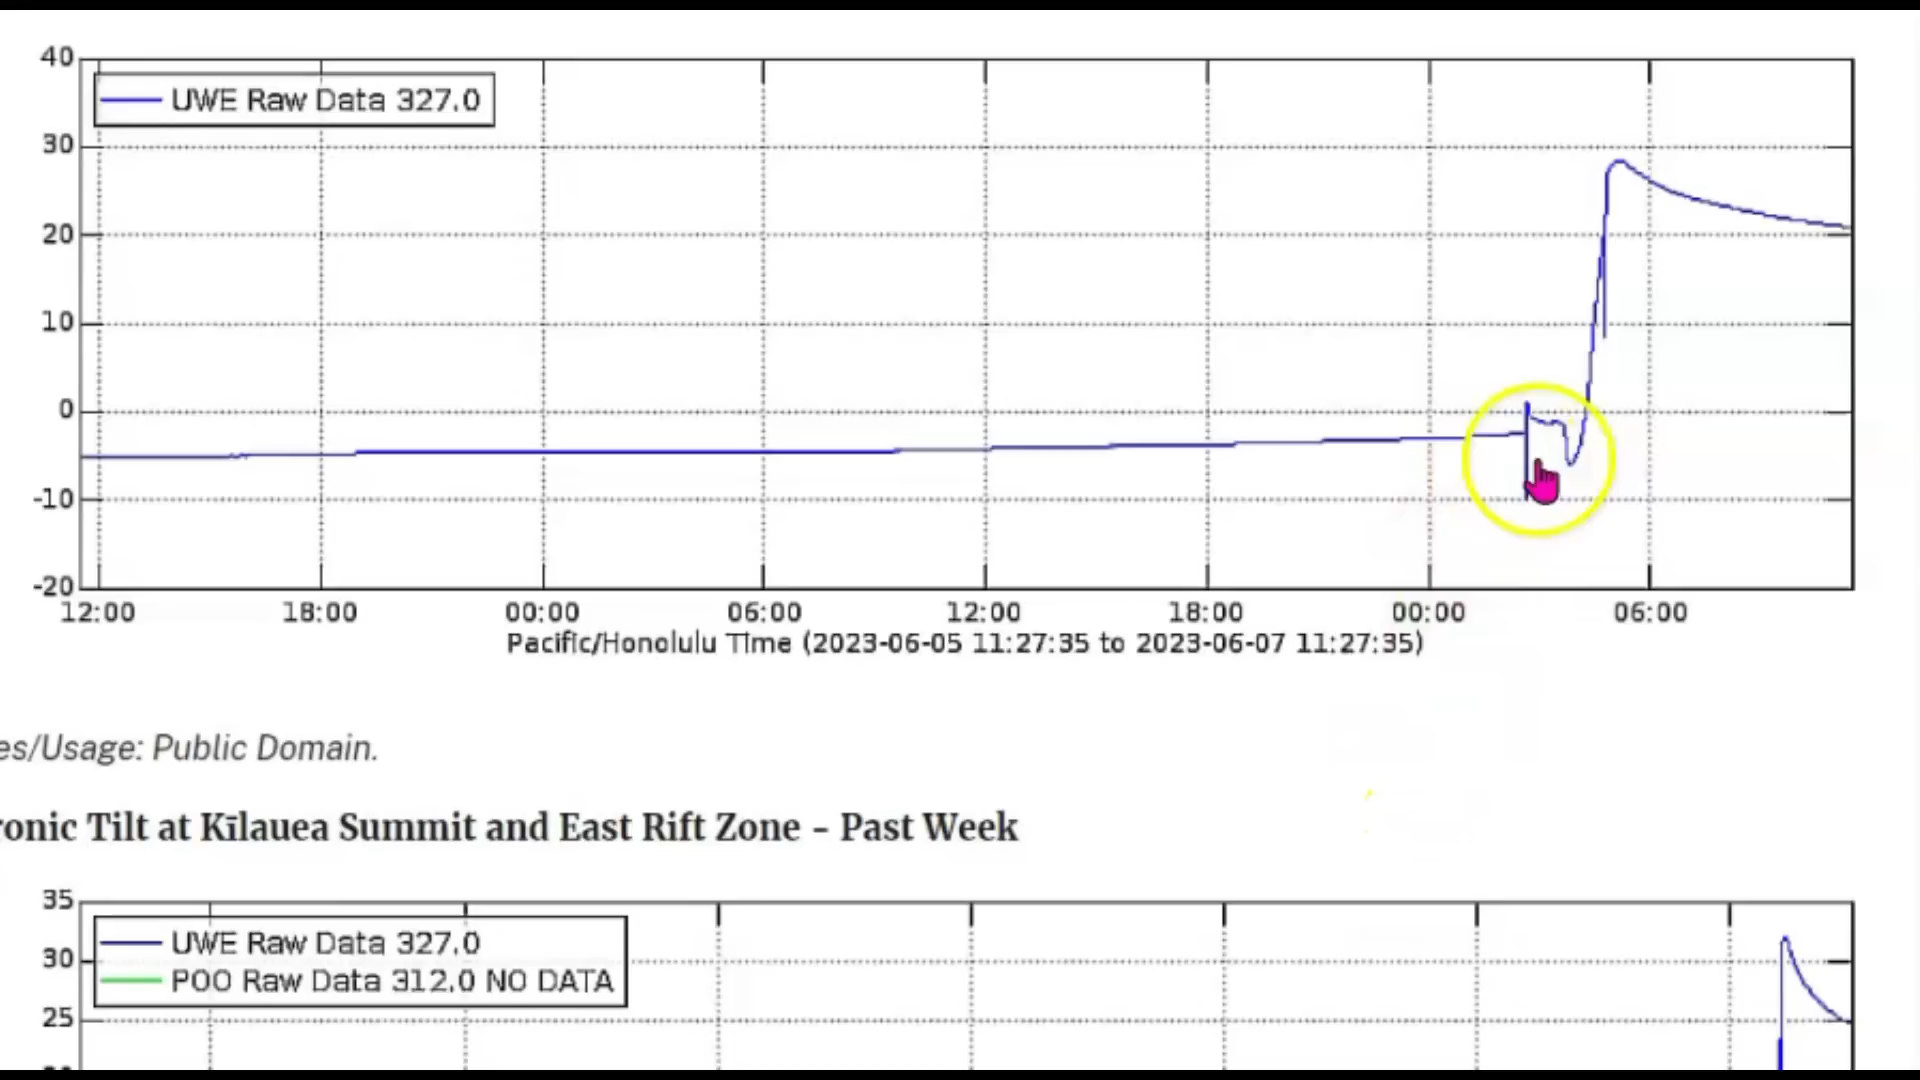 40
UWE Raw Data 327.0
30
20
10
0
-10
-20
12:00 18:00 00:00 06:00 12:00 18:00 00:00 06:00
Pacific/Honolulu Time (2023-06-05 11:27:35 to 2023-06-07 11:27:35)
es/Usage: Public Domain.
ronic Tilt at Kīlauea Summit and East Rift Zone - Past Week
35
UWE Raw Data 327.0
30
POO Raw Data 312.0 NO DATA
25